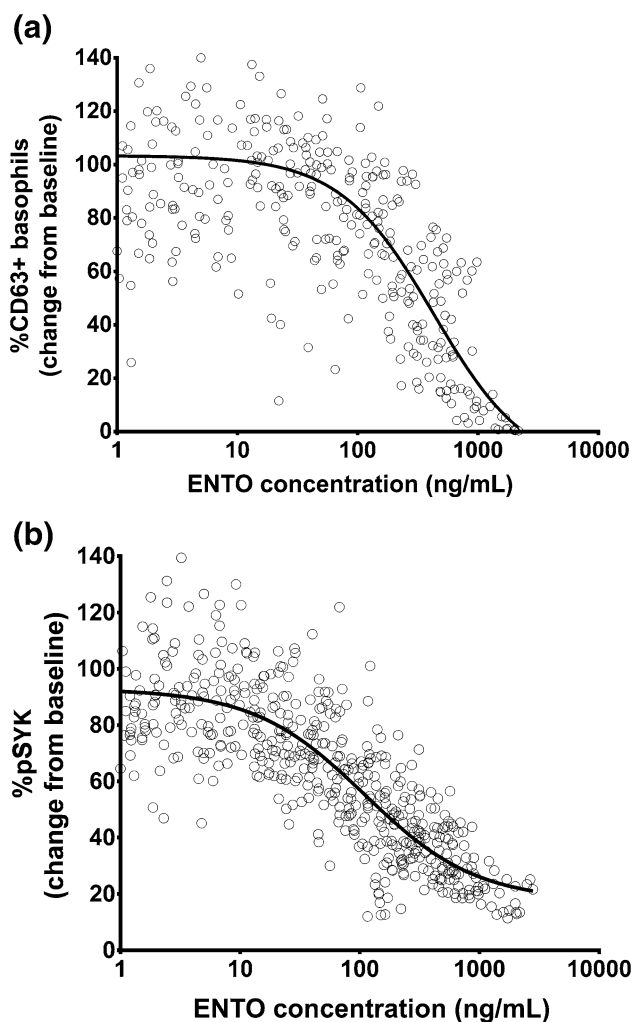 (a)
140
120
100
80
60
40
20
0
%CD63+ basophils
(change from baseline)
1 10 100 1000 10000
ENTO concentration (ng/mL)
(b)
140
120
100
80
60
40
20
0
%pSYK
(change from baseline)
1 10 100 1000 10000
ENTO concentration (ng/mL)